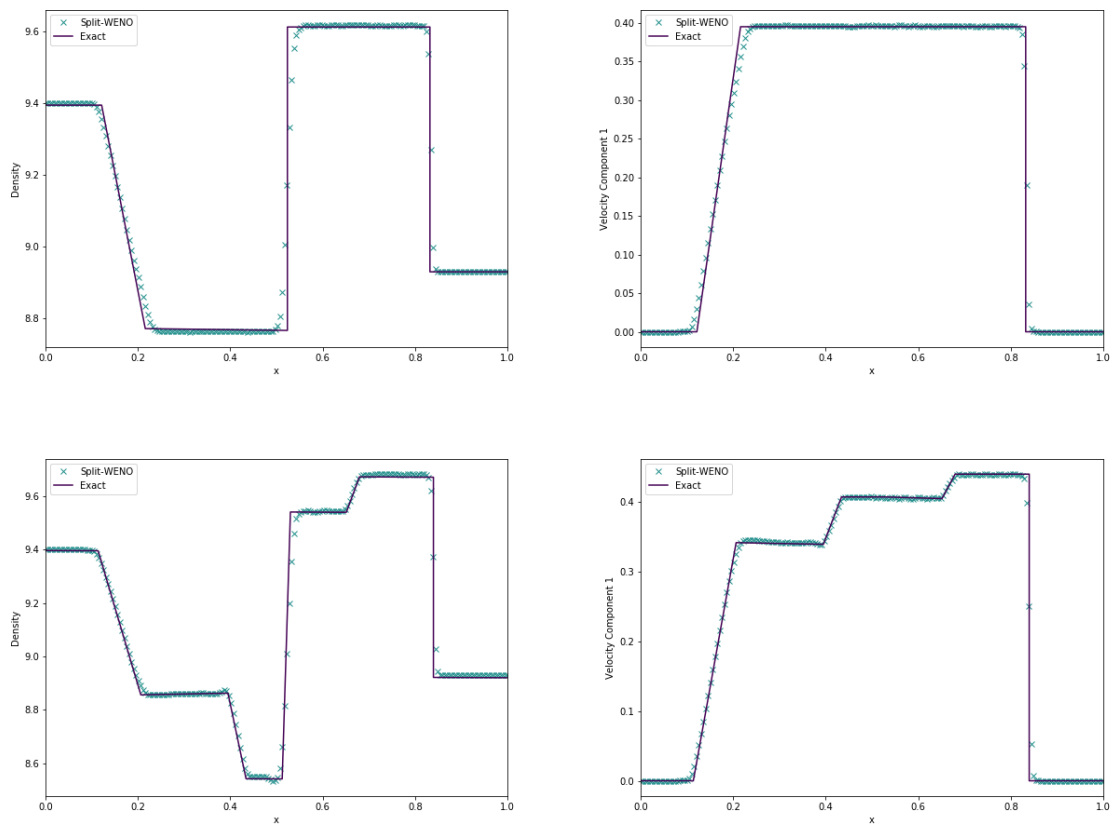 Split-WENO
Exact
9.6
9.4
9.2
9.0
8.8
Density
0.0 0.2 0.4 0.6 0.8 1.0
x
Split-WENO
Exact
0.40
0.35
0.30
0.25
0.20
0.15
0.10
0.05
0.00
Velocity Component 1
0.0 0.2 0.4 0.6 0.8 1.0
x
Split-WENO
Exact
9.6
9.4
9.2
9.0
8.8
8.6
Density
0.0 0.2 0.4 0.6 0.8 1.0
x
Split-WENO
Exact
0.4
0.3
0.2
0.1
0.0
Velocity Component 1
0.0 0.2 0.4 0.6 0.8 1.0
x